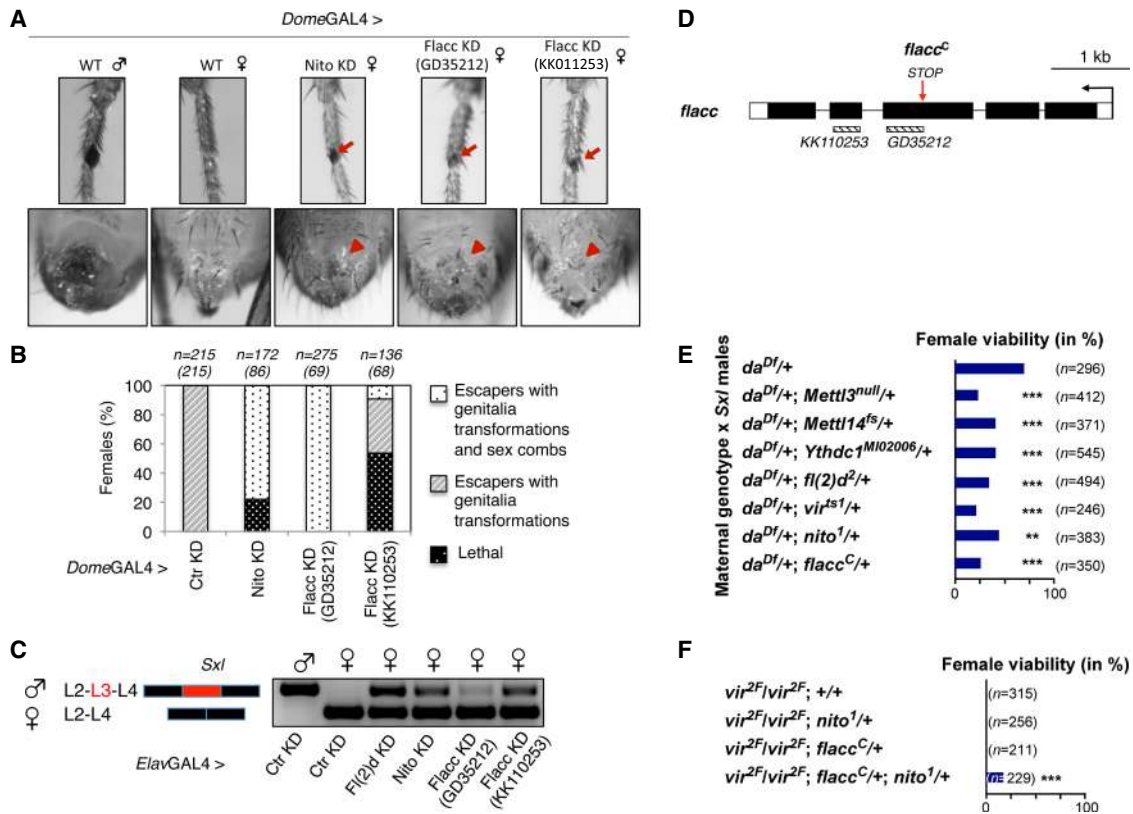 A
DomeGAL4 >
WT ♂
WT ♀
Nito KD ♀
Flacc KD (GD35212) ♀
Flacc KD (KK011253) ♀
B
n=215 (215)
n=172 (86)
n=275 (69)
n=136 (68)
Females (%)
100
80
60
40
20
0
Escapers with genitalia transformations and sex combs
Escapers with genitalia transformations
Lethal
DomeGAL4 >
Ctr KD
Nito KD
Flacc KD (GD35212)
Flacc KD (KK110253)
C
Sxl
♂ L2-L3-L4
♀ L2-L4
♂ ♀ ♀ ♀ ♀ ♀
ElavGAL4 >
Ctr KD
Ctr KD
Fl(2)d KD
Nito KD
Flacc KD (GD35212)
Flacc KD (KK110253)
D
flaccC
STOP
1 kb
flacc
KK110253
GD35212
E
Maternal genotype x Sxl males
Female viability (in %)
daDf/+ (n=296)
daDf/+; Mettl3null/+ *** (n=412)
daDf/+; Mettl14fs/+ *** (n=371)
daDf/+; Ythdc1MI02006/+ *** (n=545)
daDf/+; fl(2)d2/+ *** (n=494)
daDf/+; virts1/+ *** (n=246)
daDf/+; nito1/+ ** (n=383)
daDf/+; flaccC/+ *** (n=350)
0 100
F
Female viability (in %)
vir2F/vir2F; +/+ (n=315)
vir2F/vir2F; nito1/+ (n=256)
vir2F/vir2F; flaccC/+ (n=211)
vir2F/vir2F; flaccC/+; nito1/+ (n=229) ***
0 100